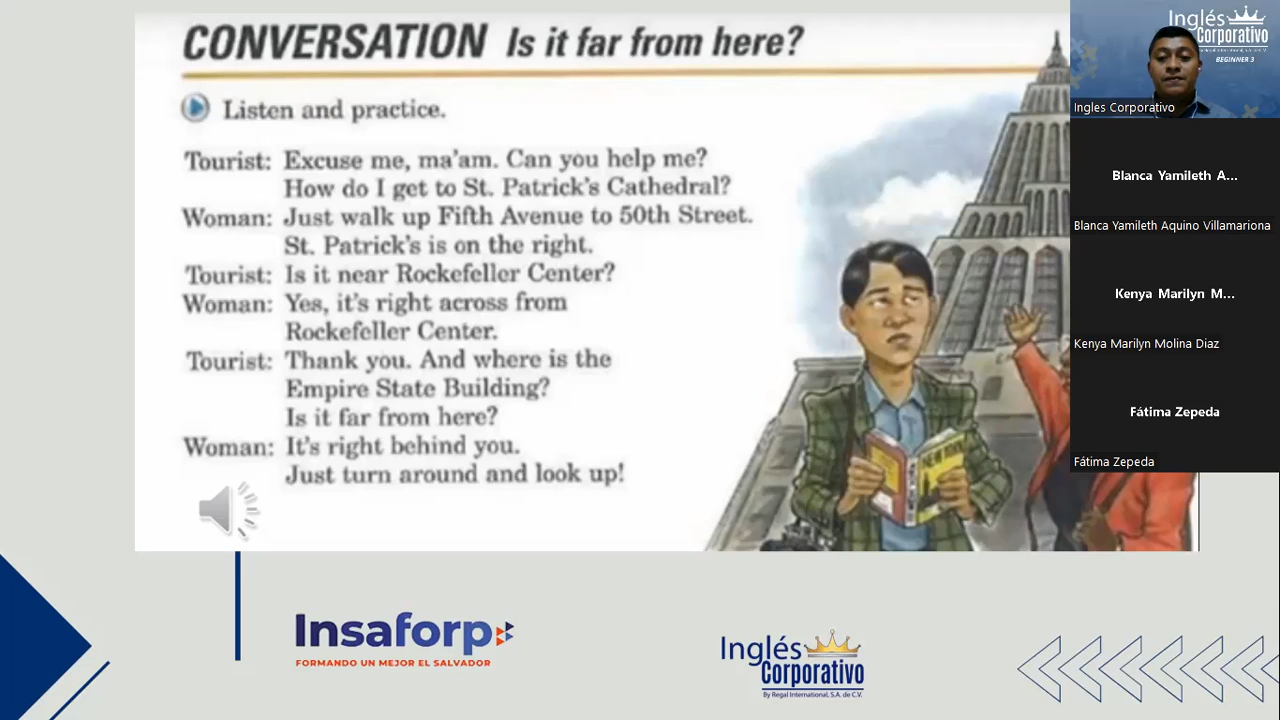 CONVERSATION Is it far from here?
Listen and practice.
Tourist: Excuse me, ma'am. Can you help me?
How do I get to St. Patrick's Cathedral?
Woman: Just walk up Fifth Avenue to 50th Street.
St. Patrick's is on the right.
Tourist: Is it near Rockefeller Center?
Woman: Yes, it's right across from
Rockefeller Center.
Tourist: Thank you. And where is the
Empire State Building?
Is it far from here?
Woman: It's right behind you.
Just turn around and look up!
Inglés
Corporativo
BEGINNER 3
Ingles Corporativo
Blanca Yamileth A...
Blanca Yamileth Aquino Villamariona
Kenya Marilyn M...
Kenya Marilyn Molina Diaz
Fátima Zepeda
Fátima Zepeda
Insaforp
FORMANDO UN MEJOR EL SALVADOR
Inglés
Corporativo
By Regal International, S.A. de C.V.